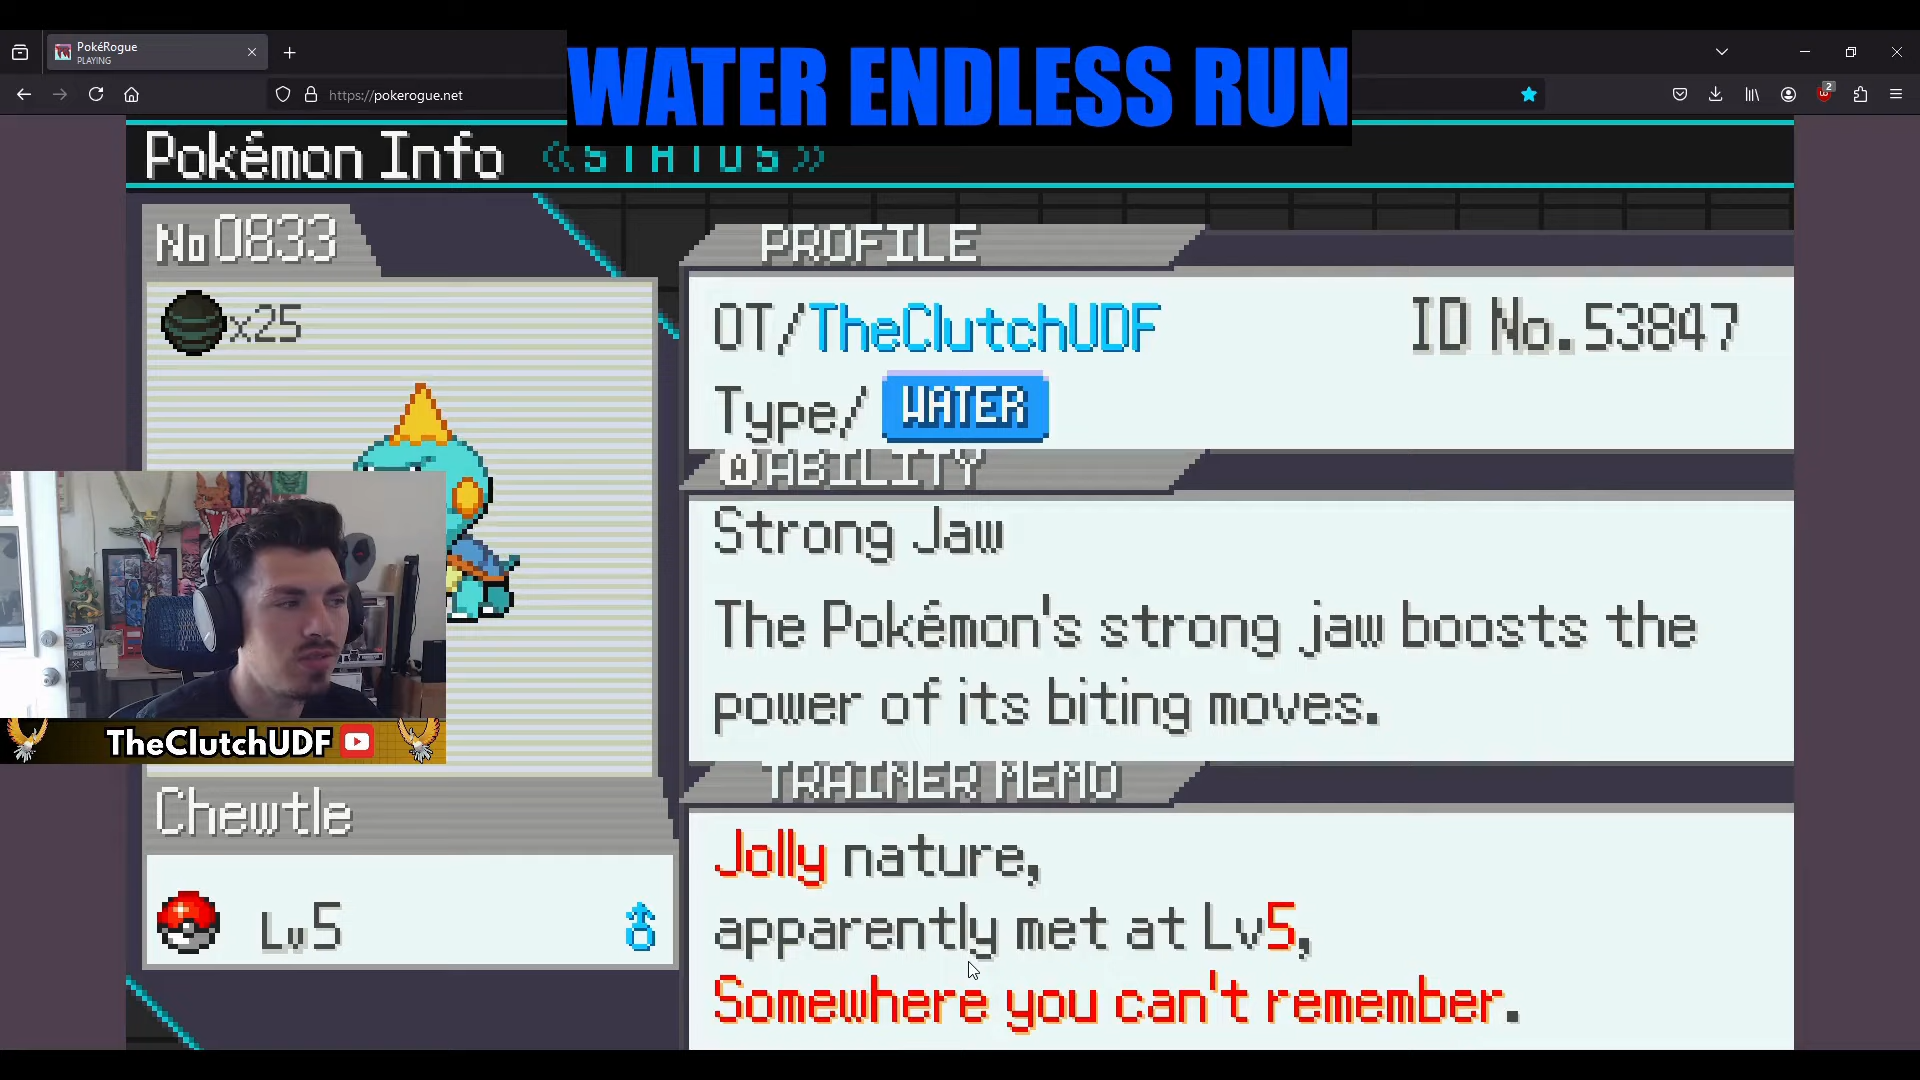 PokéRogue
PLAYING
https://pokerogue.net
WATER ENDLESS RUN
2
Pokémon Info «STATUS»
No0833
x25
PROFILE
OT/TheClutchUDF ID No.53847
Type/ WATER
A ABILITY
Strong Jaw
The Pokémon's strong jaw boosts the
power of its biting moves.
TheClutchUDF
TRAINER MEMO
Chewtle
Lv5
Jolly nature,
apparently met at Lv5,
Somewhere you can't remember.